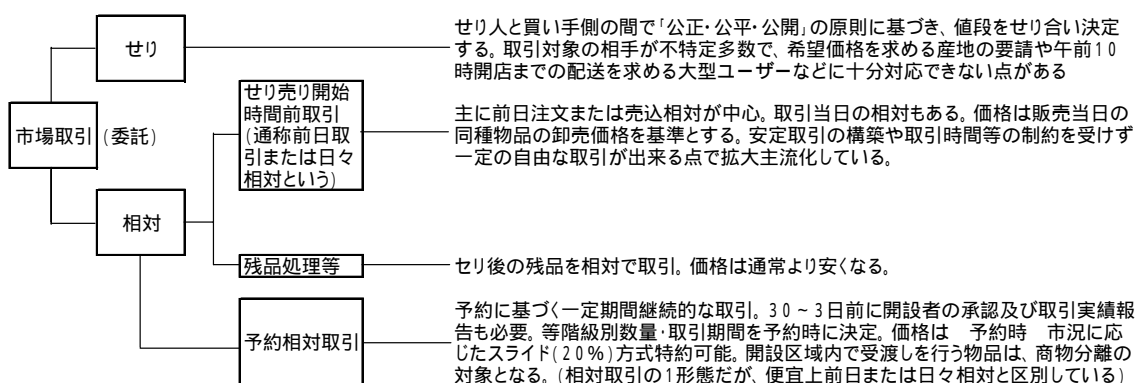 せり
せり人と買い手側の間で「公正・公平・公開」の原則に基づき、値段をせり合い決定
する。取引対象の相手が不特定多数で、希望価格を求める産地の要請や午前10
時開店までの配送を求める大型ユーザーなどに十分対応できない点がある
市場取引
(委託)
せり売り開始
時間前取引
(通称前日取
引または日々
相対という)
主に前日注文または売込相対が中心。取引当日の相対もある。価格は販売当日の
同種物品の卸売価格を基準とする。安定取引の構築や取引時間等の制約を受けず
一定の自由な取引が出来る点で拡大主流化している。
相対
残品処理等
セリ後の残品を相対で取引。価格は通常より安くなる。
予約相対取引
予約に基づく一定期間継続的な取引。30~3日前に開設者の承認及び取引実績報
告も必要。等階級別数量・取引期間を予約時に決定。価格は 予約時 市況に応
じたスライド(20%)方式特約可能。開設区域内で受渡しを行う物品は、商物分離の
対象となる。(相対取引の1形態だが、便宜上前日または日々相対と区別している)